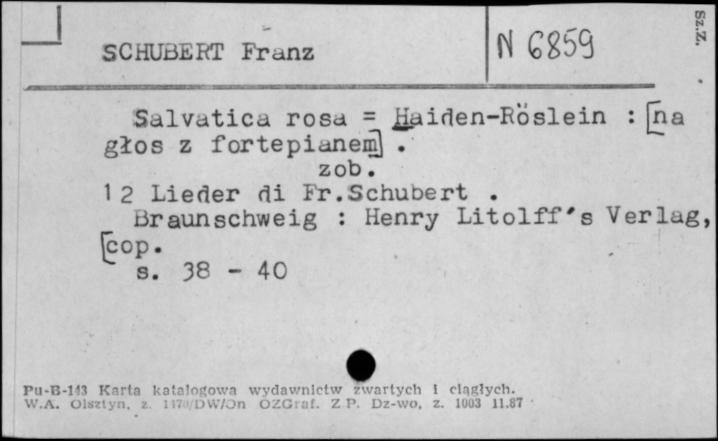 Sz.Z.
SCHUBERT Franz
N 6859
Salvatica rosa = Haiden-Röslein : [na
głos z fortepianem] .
zob.
12 Lieder di Fr.Schubert .
Braunschweig : Henry Litolff's Verlag,
[cop.
s. 38 - 40
Pu-B-143 Karta katalogowa wydawnictw zwartych i ciągłych.
W.A. Olsztyn, z. DW/On OZGraf. Z.P. Dz-wo, z. 1003 11.87